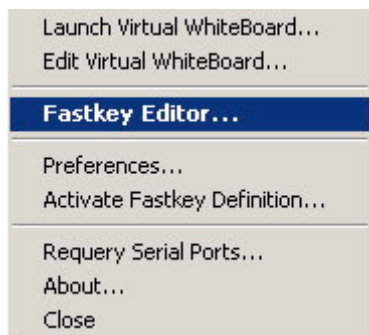 Launch Virtual WhiteBoard...
Edit Virtual WhiteBoard...
Fastkey Editor...
Preferences...
Activate Fastkey Definition...
Requery Serial Ports...
About...
Close